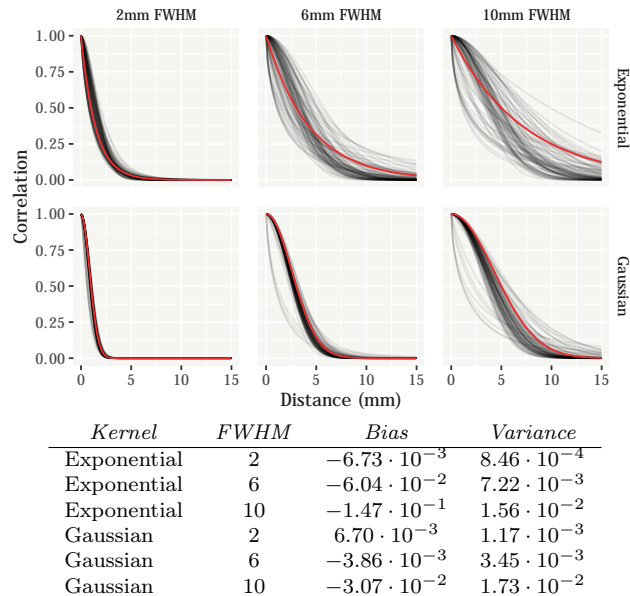 2mm FWHM 6mm FWHM 10mm FWHM
1.00
0.75
0.50
0.25
0.00
Exponential
Correlation
1.00
0.75
0.50
0.25
0.00
Gaussian
0 5 10 15 0 5 10 15 0 5 10 15
Distance (mm)
Kernel FWHM Bias Variance
Exponential 2 −6.73 · 10⁻³ 8.46 · 10⁻⁴
Exponential 6 −6.04 · 10⁻² 7.22 · 10⁻³
Exponential 10 −1.47 · 10⁻¹ 1.56 · 10⁻²
Gaussian 2 6.70 · 10⁻³ 1.17 · 10⁻³
Gaussian 6 −3.86 · 10⁻³ 3.45 · 10⁻³
Gaussian 10 −3.07 · 10⁻² 1.73 · 10⁻²